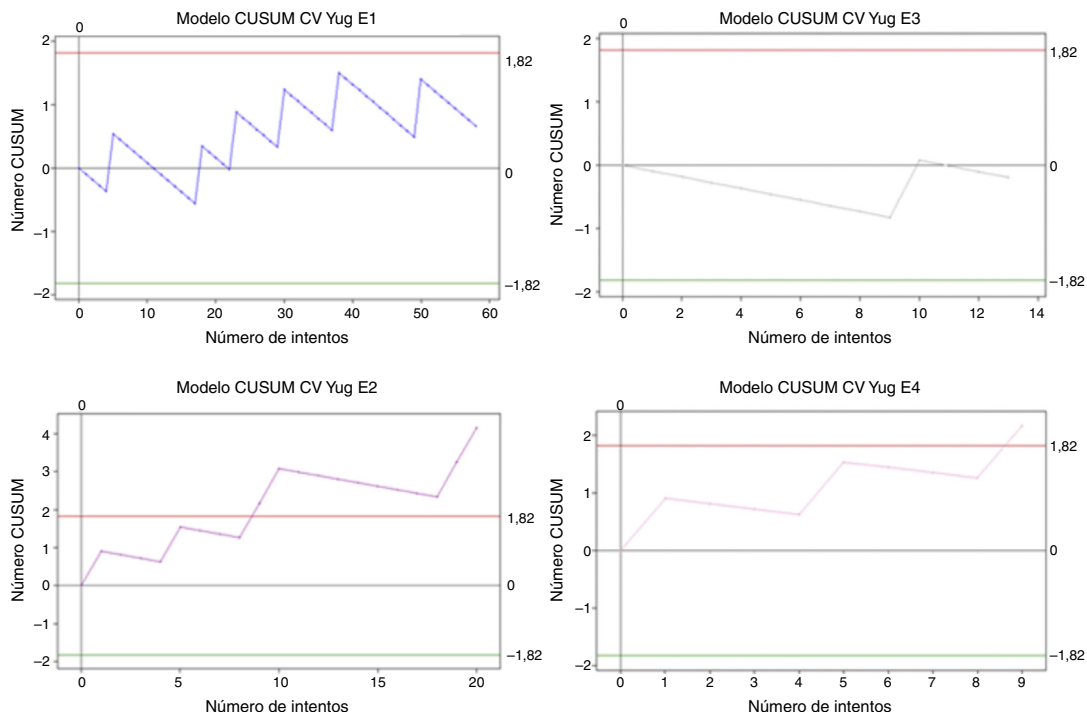 Modelo CUSUM CV Yug E1
0
2
1
0
–1
–2
1,82
0
–1,82
0 10 20 30 40 50 60
Número CUSUM
Número de intentos
Modelo CUSUM CV Yug E3
0
2
1
0
–1
–2
1,82
0
–1,82
0 2 4 6 8 10 12 14
Número CUSUM
Número de intentos
Modelo CUSUM CV Yug E2
0
4
3
2
1
0
–1
–2
1,82
0
–1,82
0 5 10 15 20
Número CUSUM
Número de intentos
Modelo CUSUM CV Yug E4
0
2
1
0
–1
–2
1,82
0
–1,82
0 1 2 3 4 5 6 7 8 9
Número CUSUM
Número de intentos